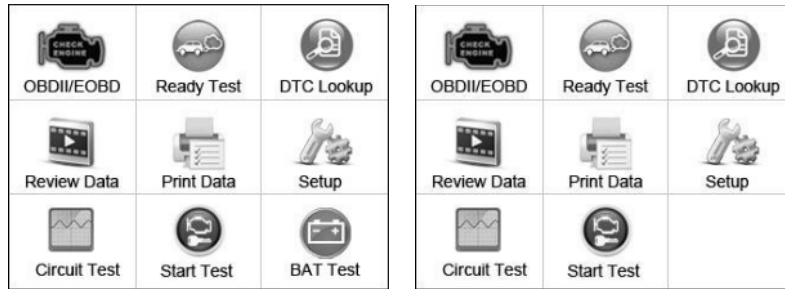 CHECK ENGINE
OBDII/EOBD
Ready Test
DTC Lookup
Review Data
Print Data
Setup
Circuit Test
Start Test
BAT Test
CHECK ENGINE
OBDII/EOBD
Ready Test
DTC Lookup
Review Data
Print Data
Setup
Circuit Test
Start Test